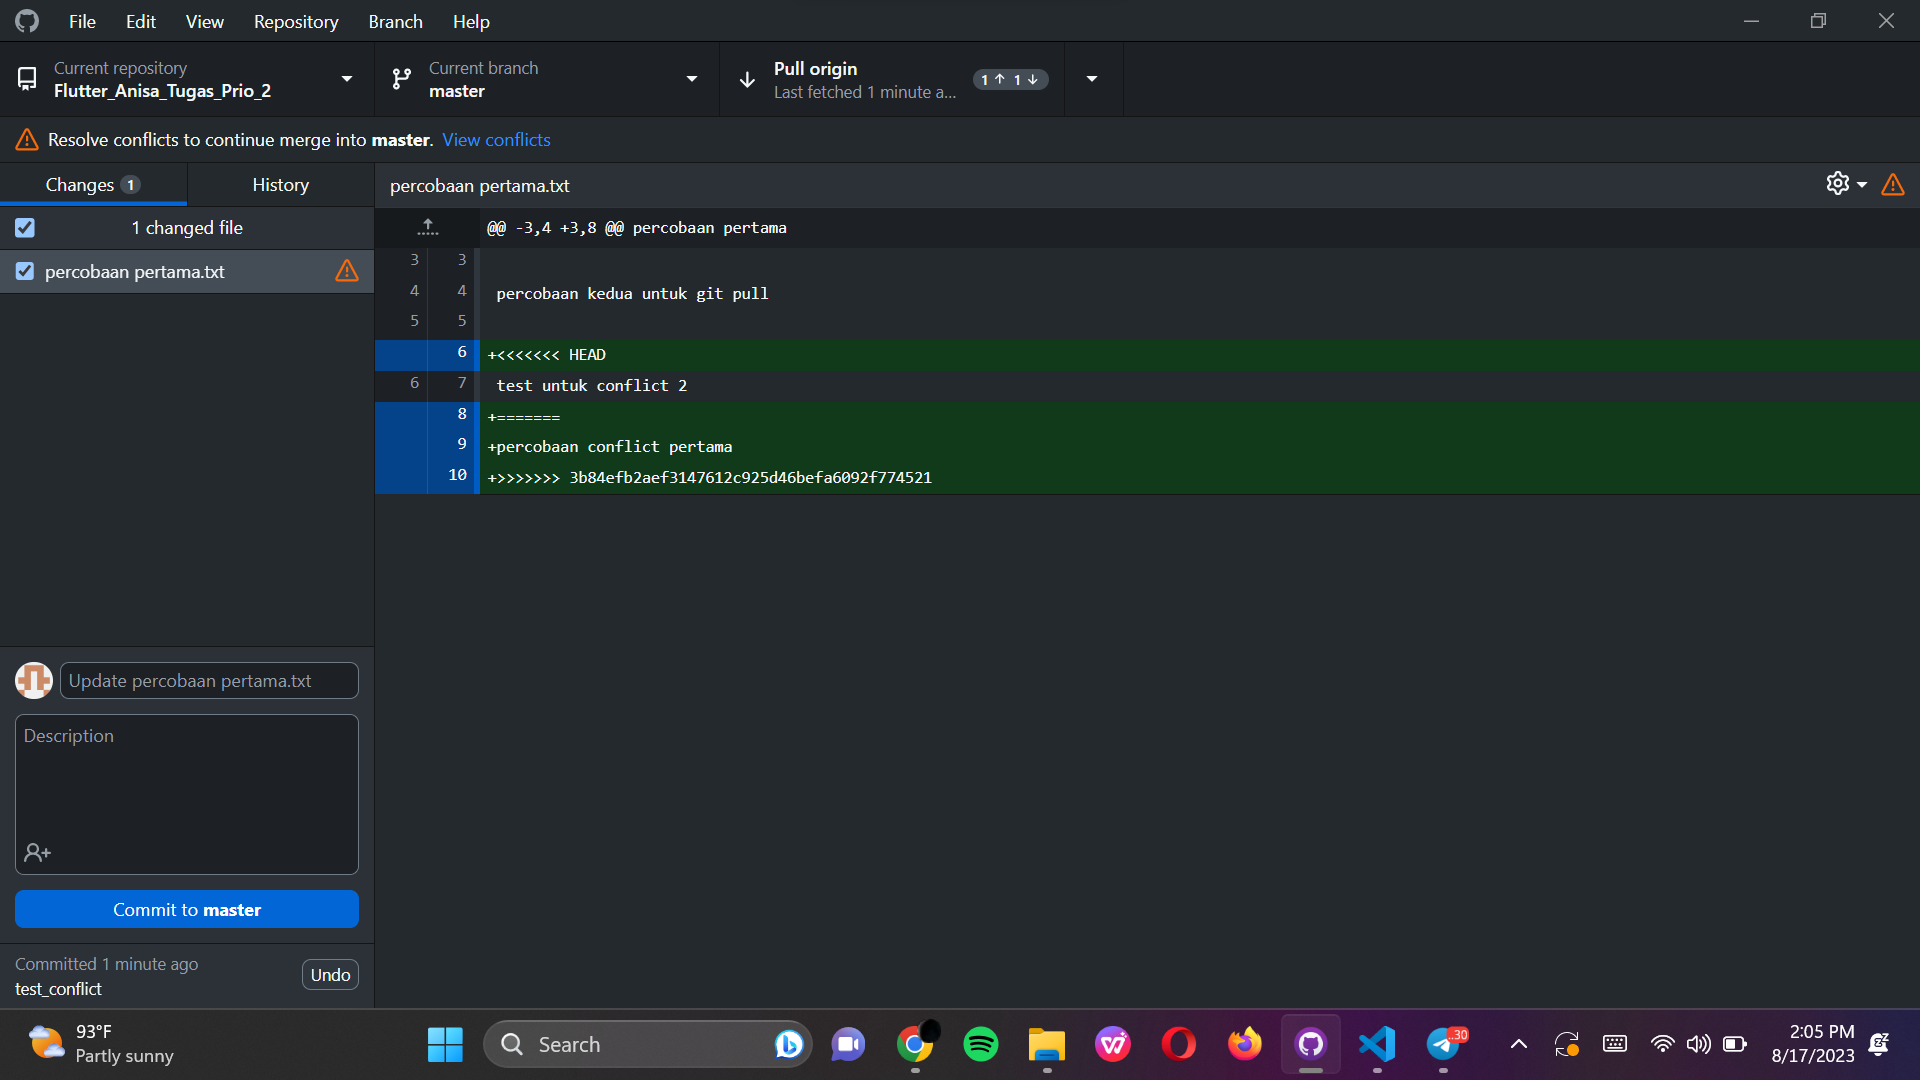 File Edit View Repository Branch Help
Current repository
Flutter_Anisa_Tugas_Prio_2
Current branch
master
Pull origin
Last fetched 1 minute a...
1 ↑ 1 ↓
Resolve conflicts to continue merge into master. View conflicts
Changes 1
History
1 changed file
percobaan pertama.txt
percobaan pertama.txt
@@ -3,4 +3,8 @@ percobaan pertama
3 3
4 4 percobaan kedua untuk git pull
5 5
6 +<<<<<<< HEAD
6 7 test untuk conflict 2
8 +=======
9 +percobaan conflict pertama
10 +>>>>>>> 3b84efb2aef3147612c925d46befa6092f774521
Update percobaan pertama.txt
Description
Commit to master
Committed 1 minute ago
test_conflict
Undo
93°F
Partly sunny
Search
..30
2:05 PM
8/17/2023